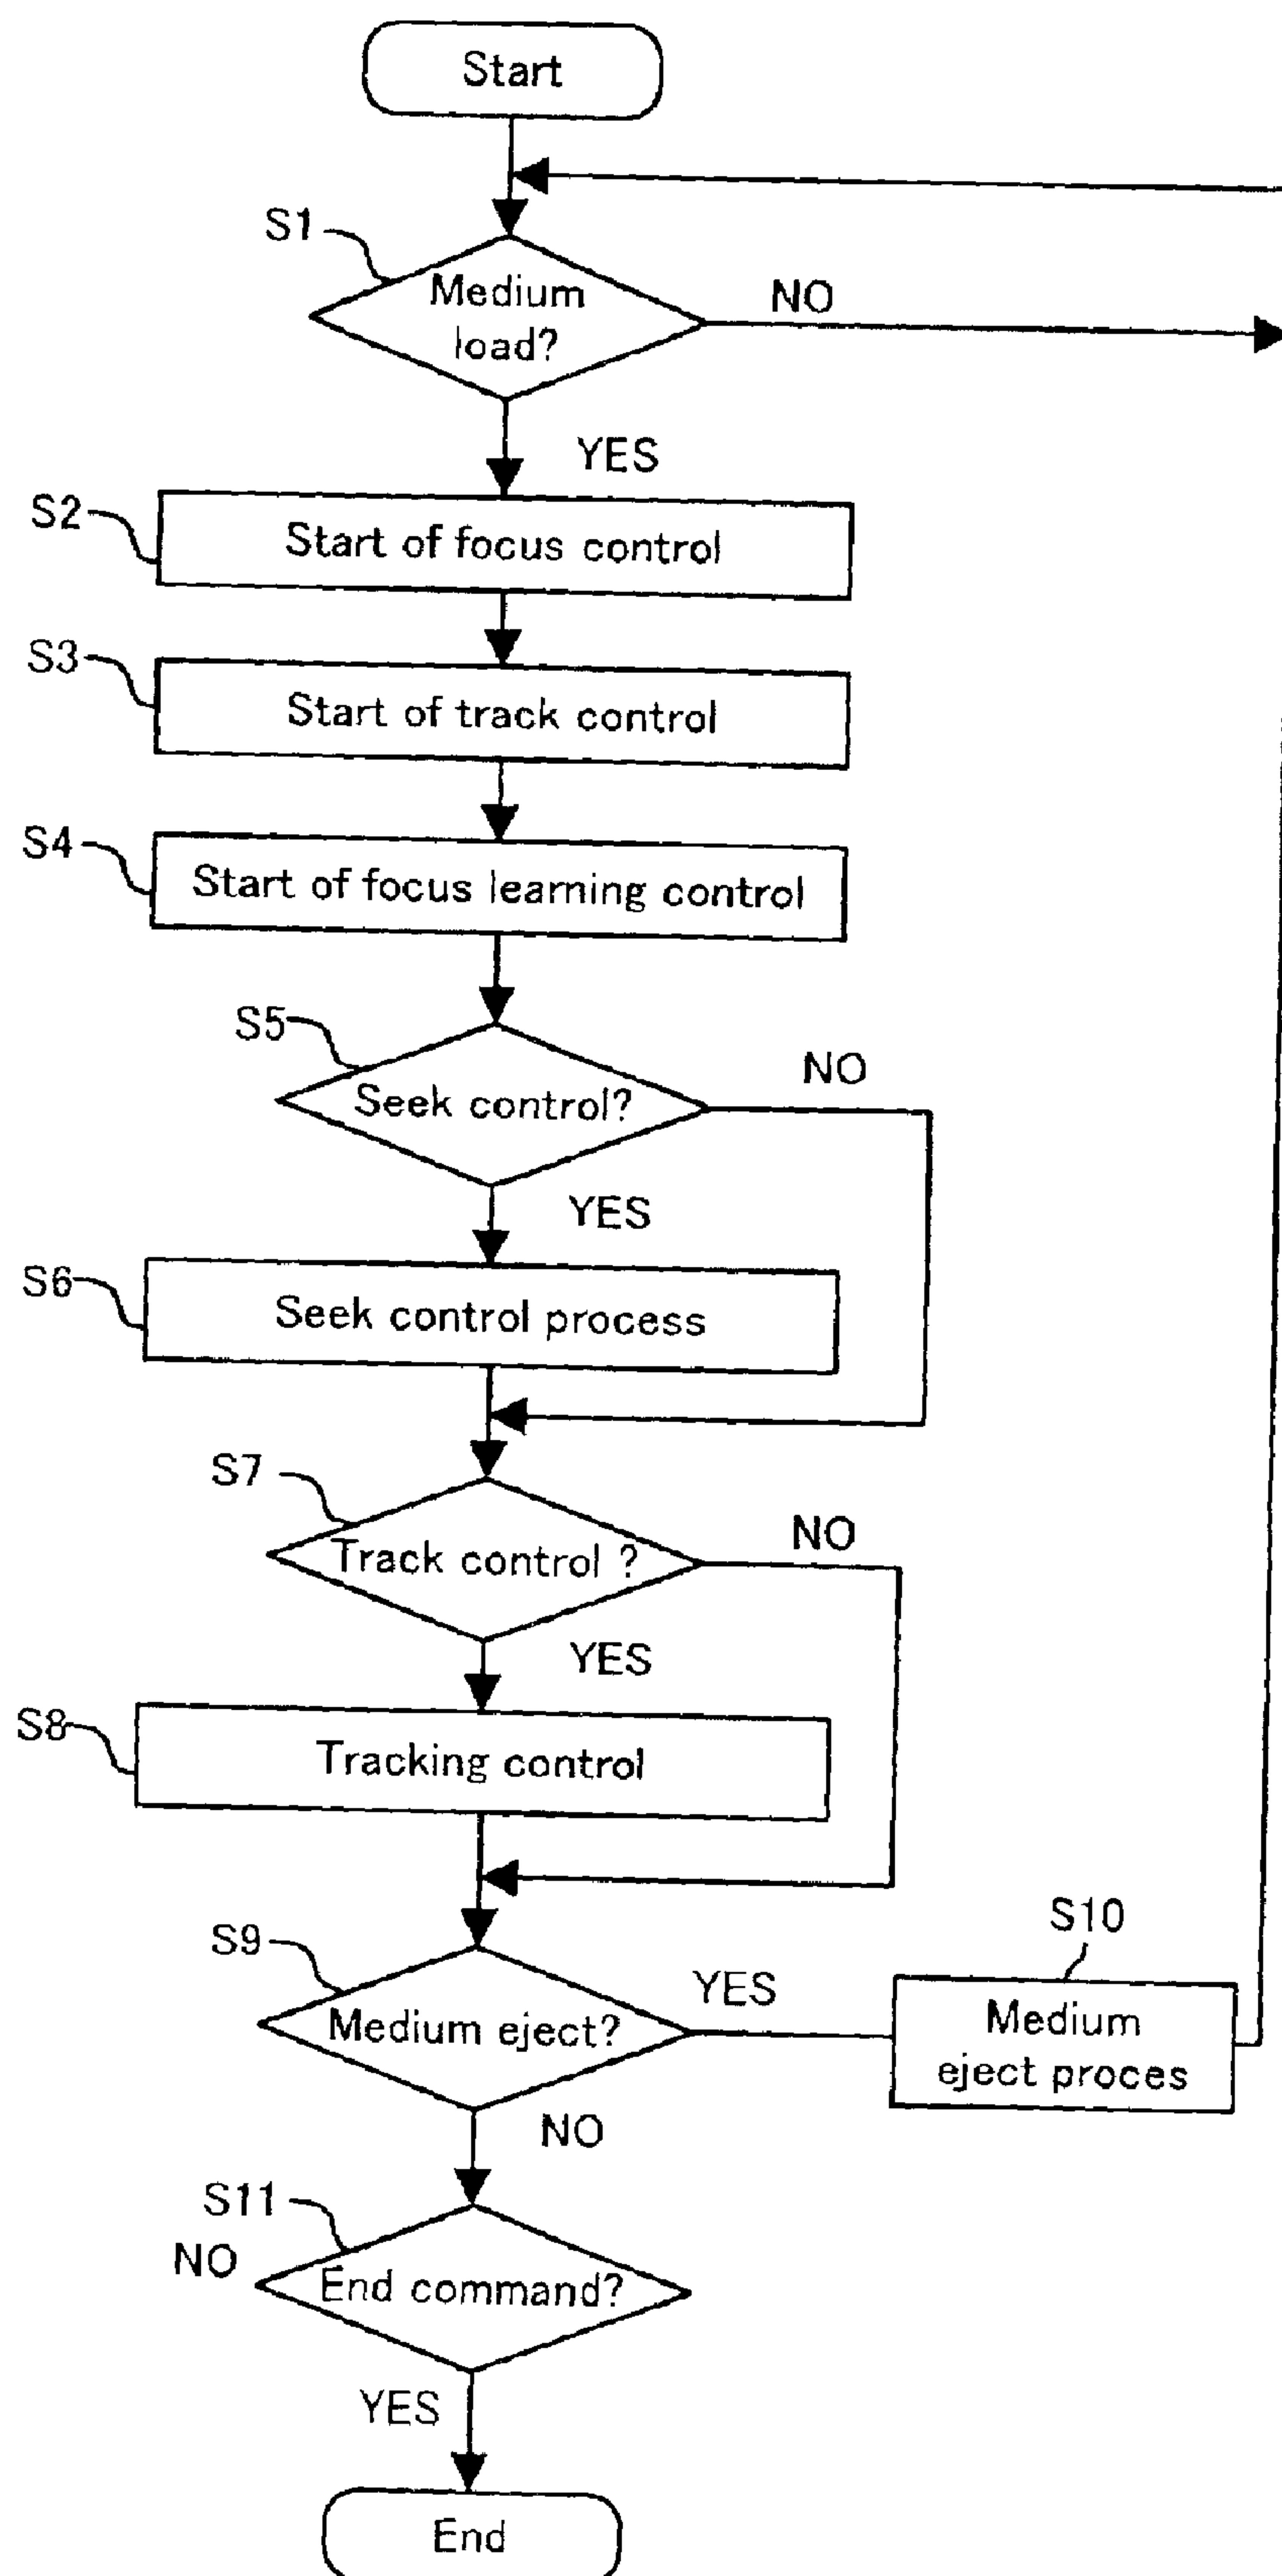 Start
S1
Medium
load?
NO
YES
S2
Start of focus control
S3
Start of track control
S4
Start of focus learning control
S5
Seek control?
NO
YES
S6
Seek control process
S7
Track control ?
NO
YES
S8
Tracking control
S9
Medium eject?
YES
S10
Medium
eject proces
NO
S11
NO
End command?
YES
End